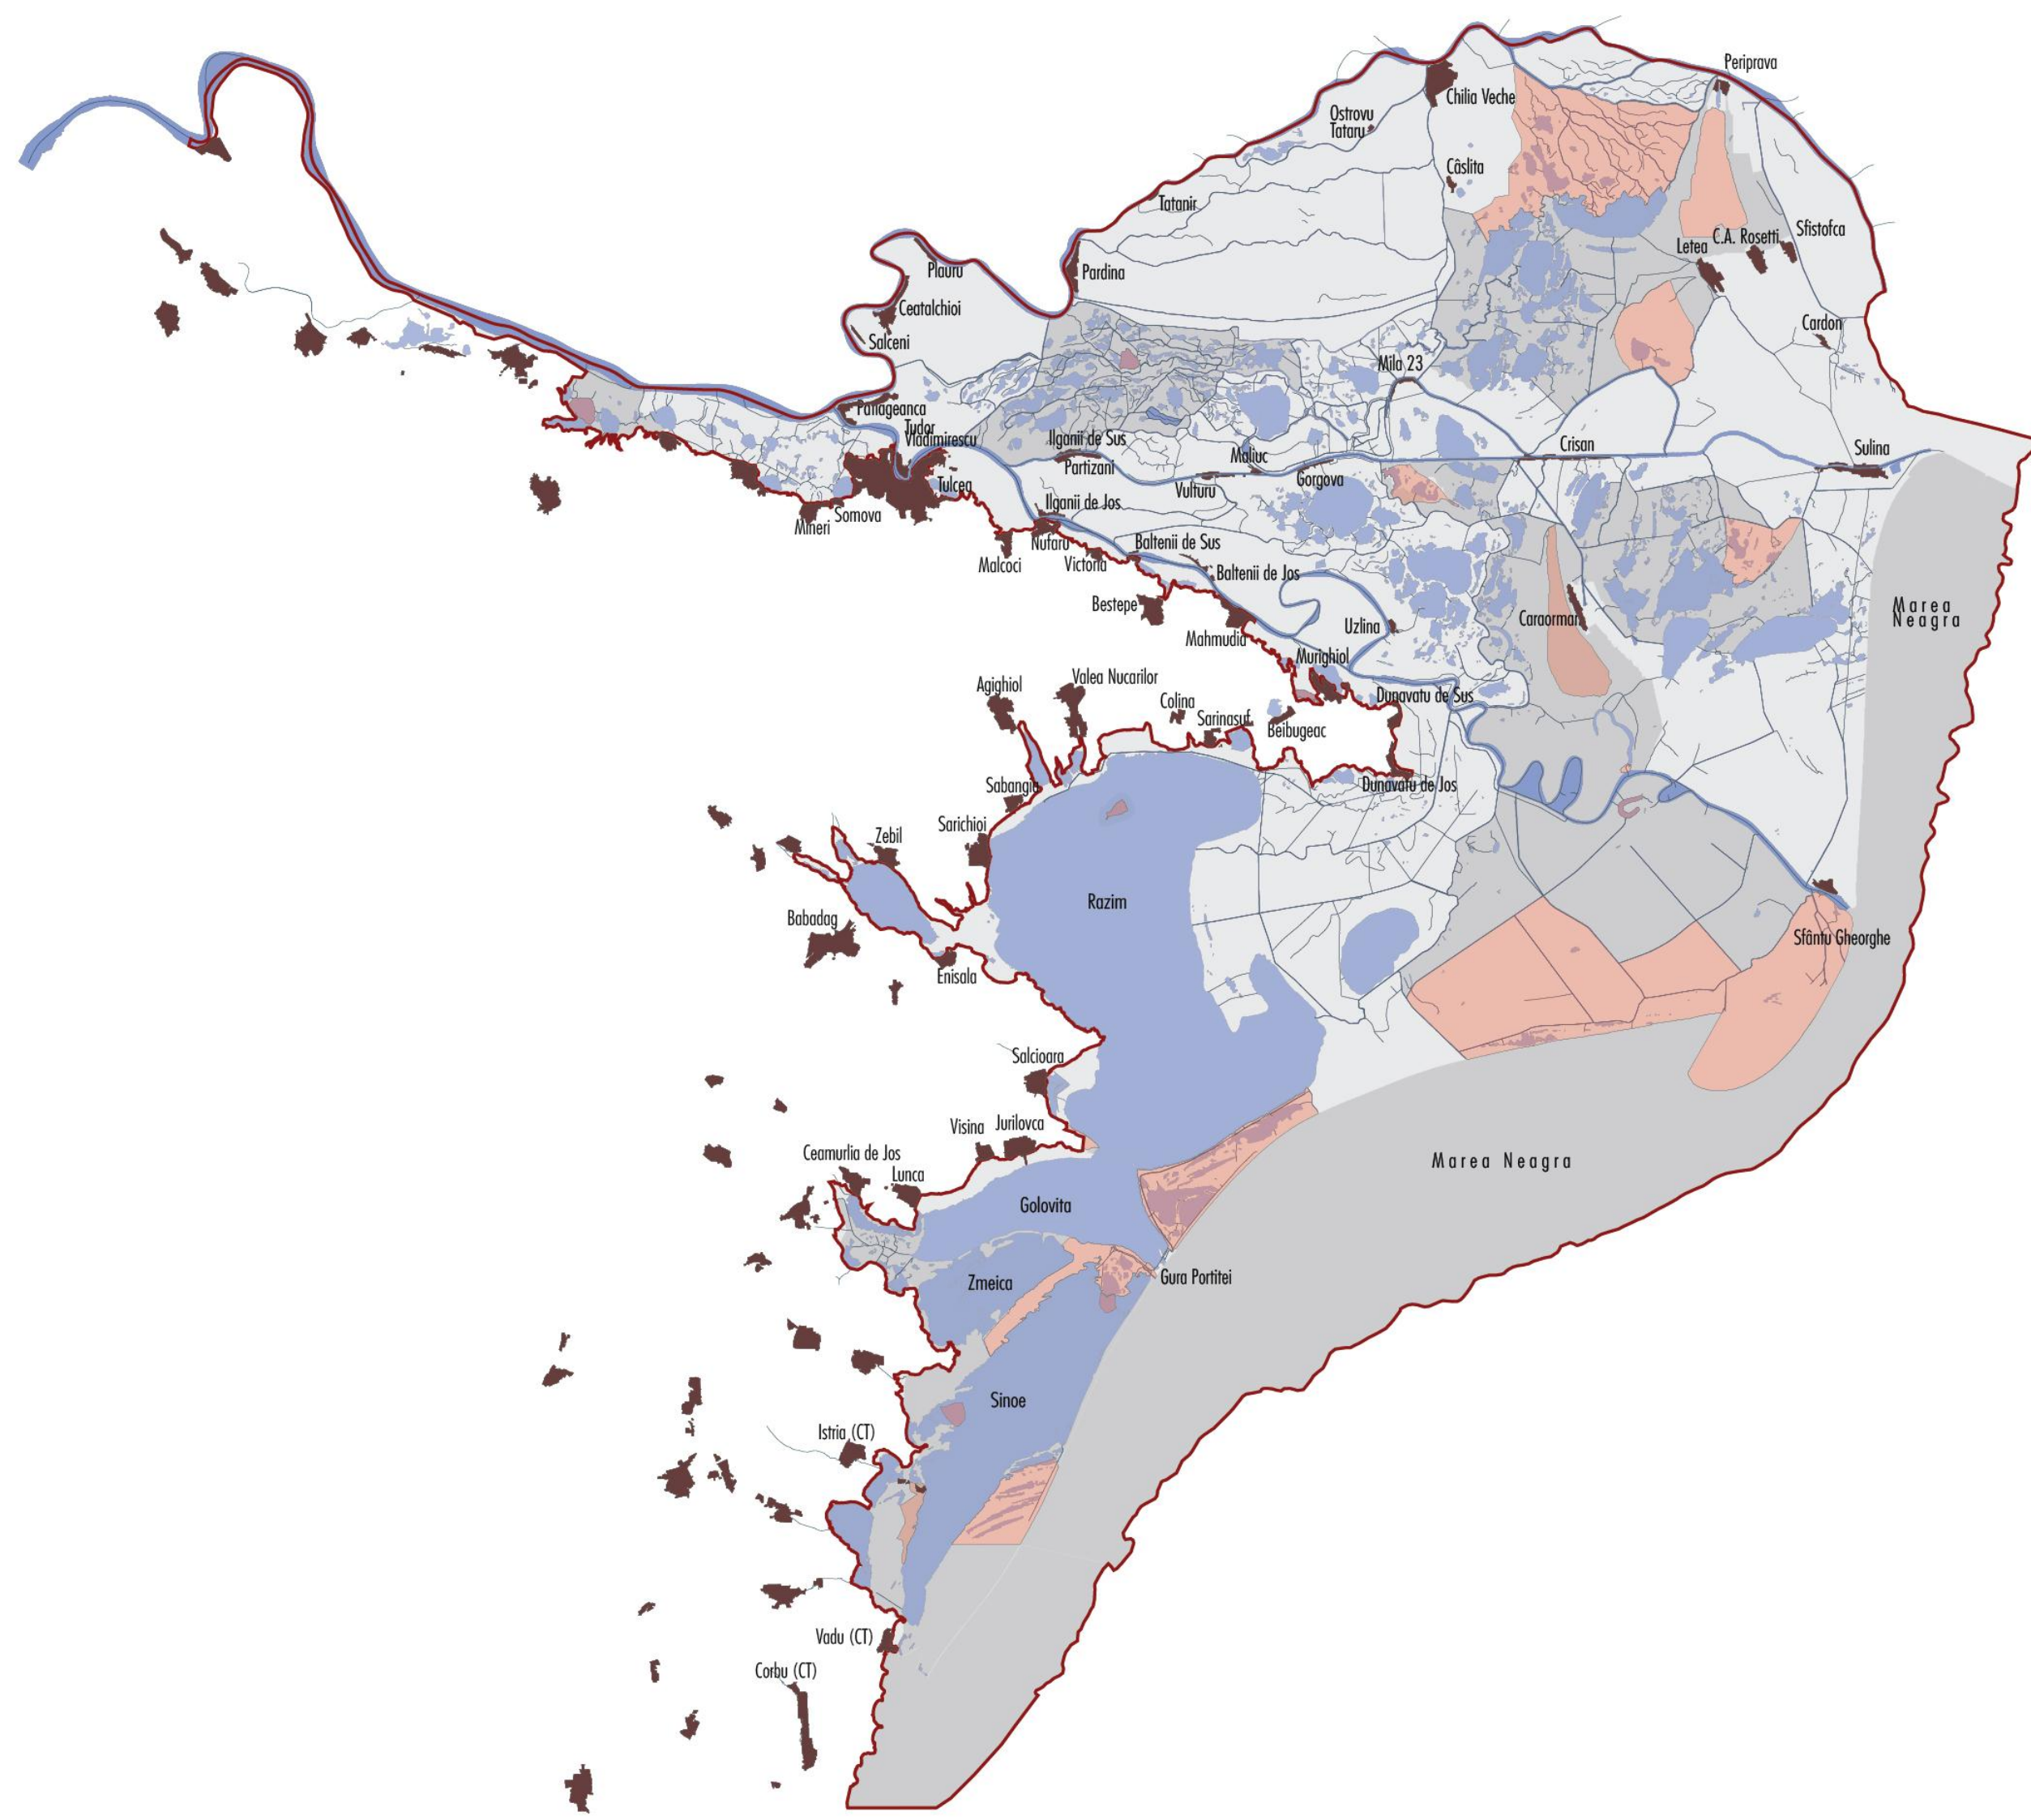 Periprava
Chilia Veche
Ostrovu
Tataru
Câslita
Tatanir
Sfistofca
C.A. Rosetti
Letea
Plauru
Pardina
Ceatalchioi
Cardon
Salceni
Mila 23
Patlageanca
Tudor
Vladimirescu
Ilganii de Sus
Crisan
Sulina
Partizani
Maliuc
Gorgova
Vulturu
Tulcea
Ilganii de Jos
Somova
Mineri
Nufaru
Baltenii de Sus
Malcoci
Victoria
Baltenii de Jos
Bestepe
Marea
Neagra
Caraorman
Uzlina
Mahmudia
Murighiol
Valea Nucarilor
Agighiol
Dunavatu de Sus
Colina
Sarinasuf
Beibugeac
Sabangia
Dunavatu de Jos
Sarichioi
Zebil
Razim
Babadag
Sfântu Gheorghe
Enisala
Salcioara
Visina
Jurilovca
Ceamurlia de Jos
Marea Neagra
Lunca
Golovita
Zmeica
Gura Portitei
Sinoe
Istria (CT)
Vadu (CT)
Corbu (CT)